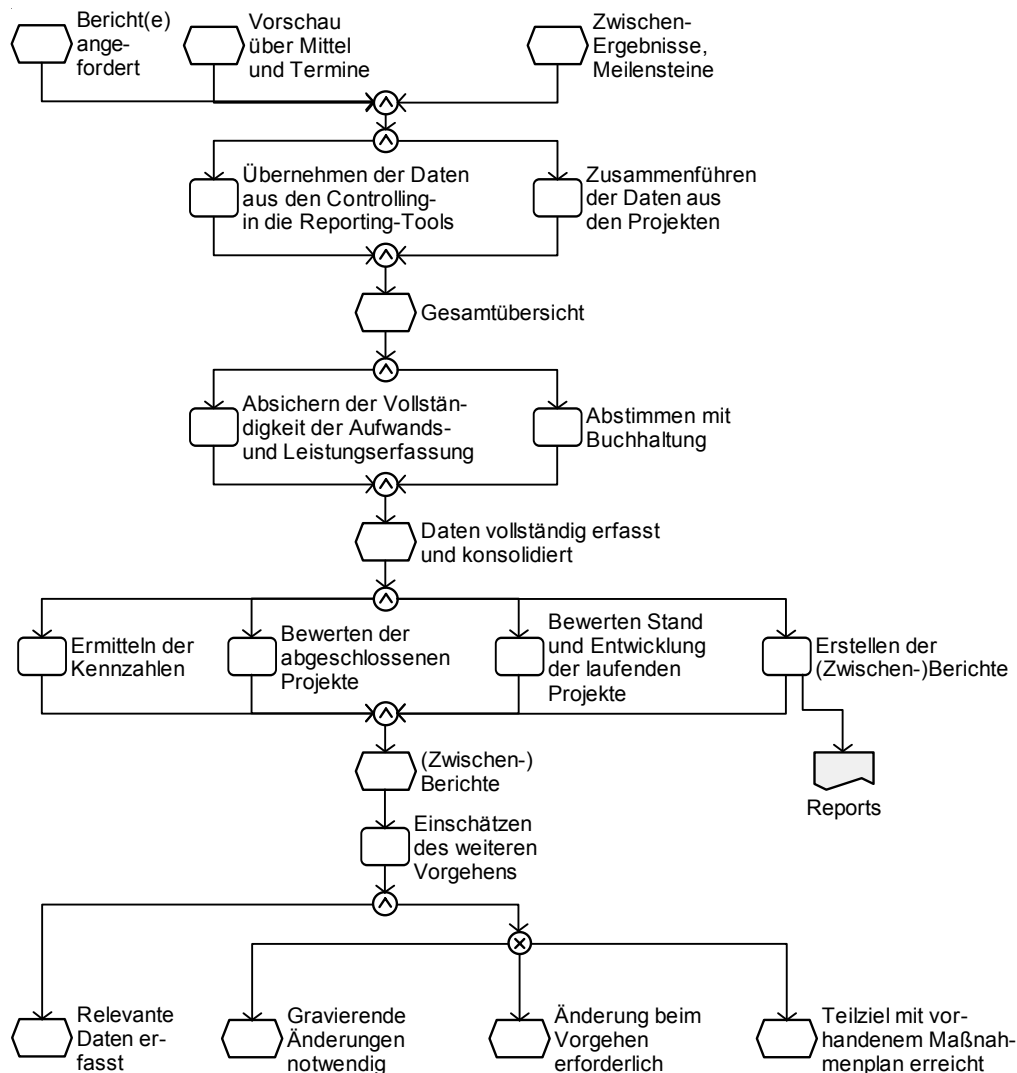 Bericht(e)
ange-
fordert
Vorschau
über Mittel
und Termine
Zwischen-
Ergebnisse,
Meilensteine
Übernehmen der Daten
aus den Controlling-
in die Reporting-Tools
Zusammenführen
der Daten aus
den Projekten
Gesamtübersicht
Absichern der Vollstän-
digkeit der Aufwands-
und Leistungserfassung
Abstimmen mit
Buchhaltung
Daten vollständig erfasst
und konsolidiert
Ermitteln der
Kennzahlen
Bewerten der
abgeschlossenen
Projekte
Bewerten Stand
und Entwicklung
der laufenden
Projekte
Erstellen der
(Zwischen-)Berichte
(Zwischen-)
Berichte
Reports
Einschätzen
des weiteren
Vorgehens
Relevante
Daten er-
fasst
Gravierende
Änderungen
notwendig
Änderung beim
Vorgehen
erforderlich
Teilziel mit vor-
handenem Maßnah-
menplan erreicht